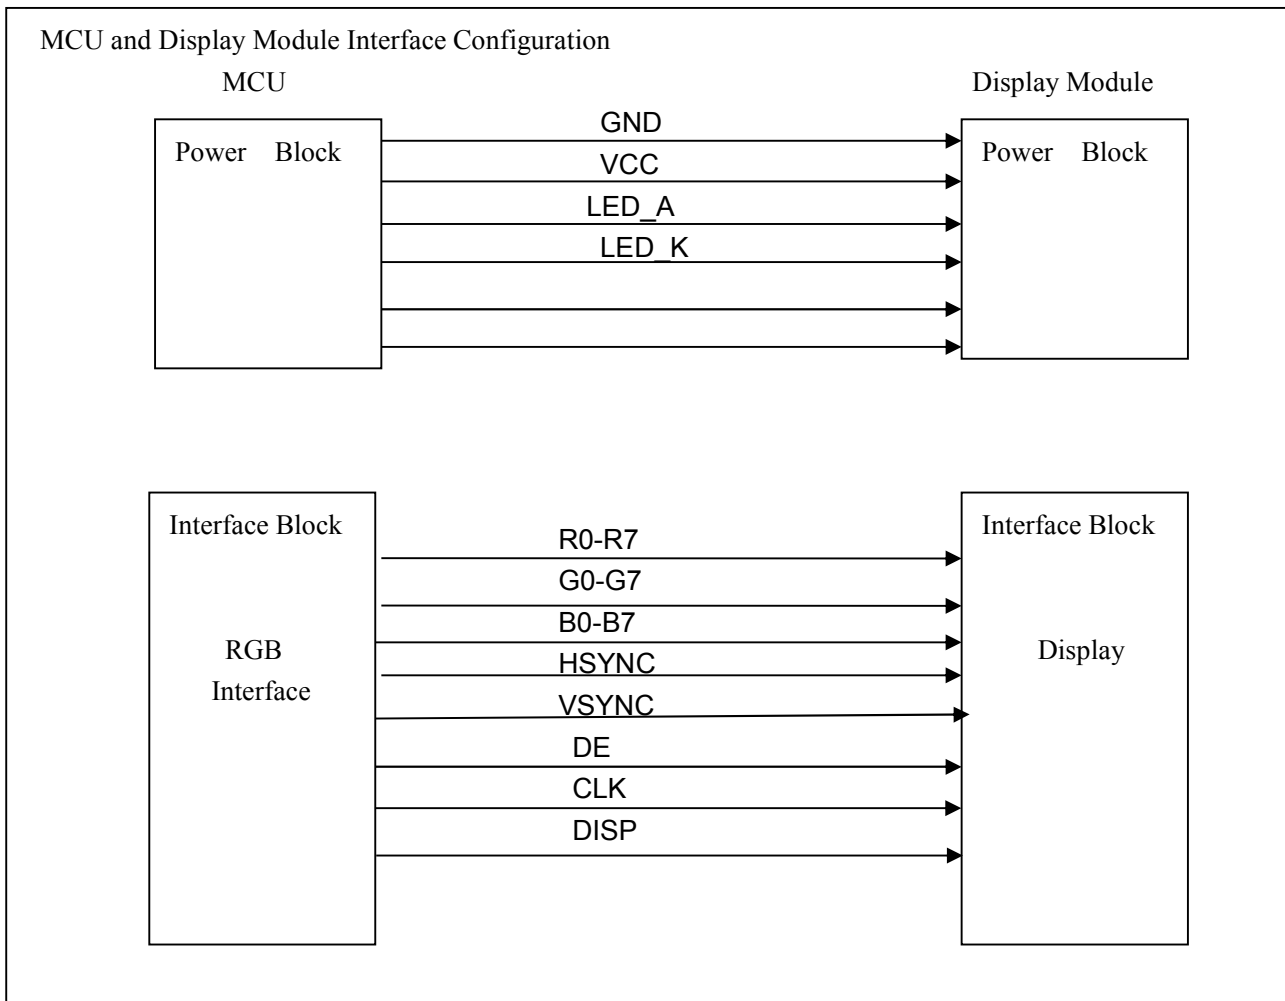 MCU and Display Module Interface Configuration
MCU
Display Module
Power Block
GND
VCC
LED_A
LED_K
Power Block
Interface Block
RGB
Interface
R0-R7
G0-G7
B0-B7
HSYNC
VSYNC
DE
CLK
DISP
Interface Block
Display